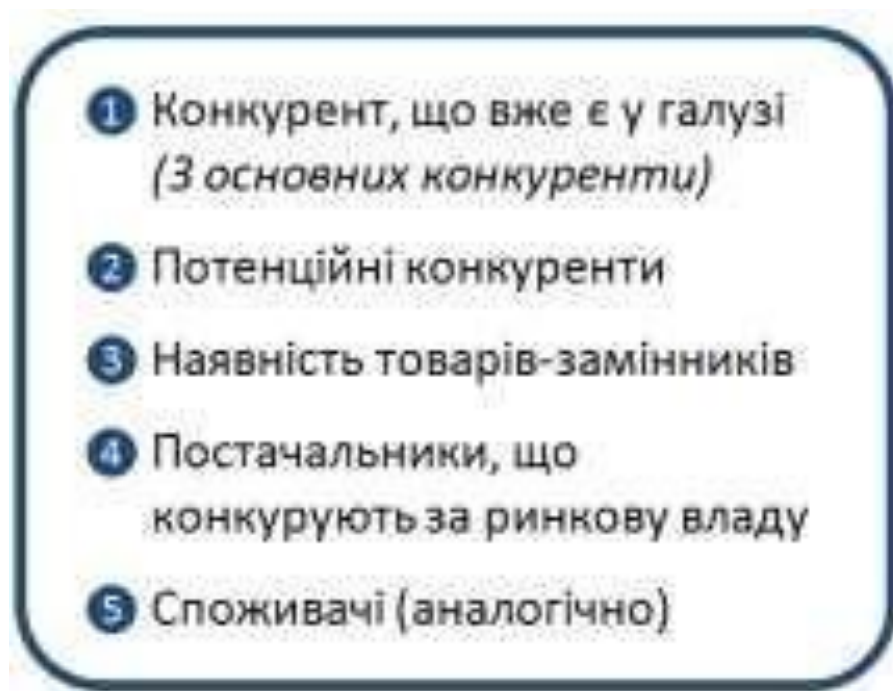 1 Конкурент, що вже є у галузі
(3 основних конкуренти)
2 Потенційні конкуренти
3 Наявність товарів-замінників
4 Постачальники, що
конкурують за ринкову владу
5 Споживачі (аналогічно)